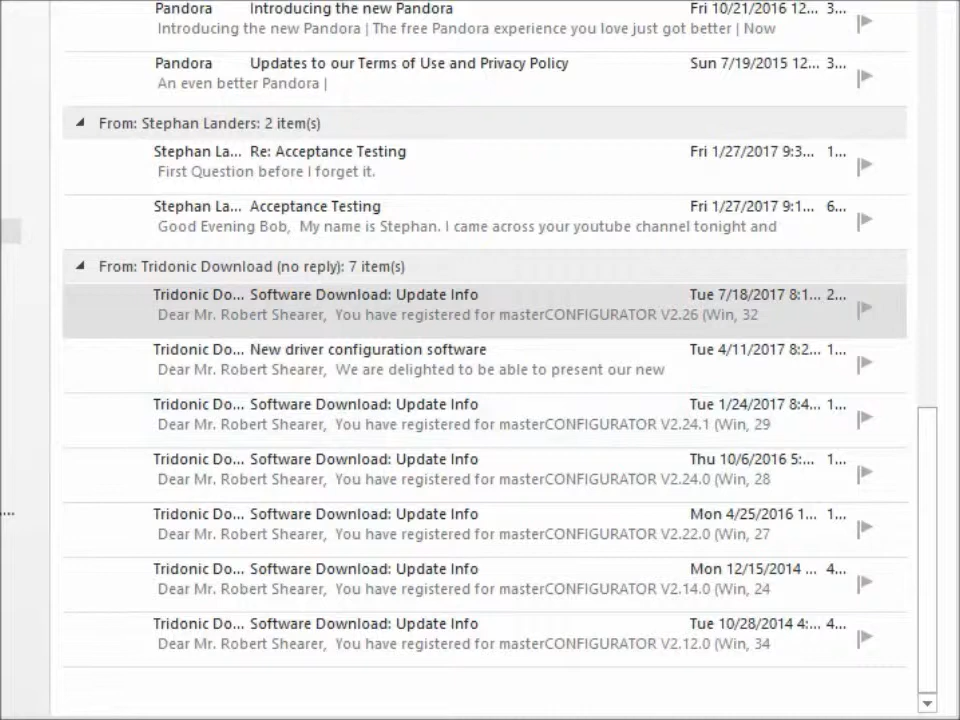 Pandora Introducing the new Pandora Fri 10/21/2016 12... 3...
Introducing the new Pandora | The free Pandora experience you love just got better | Now
Pandora Updates to our Terms of Use and Privacy Policy Sun 7/19/2015 12... 3...
An even better Pandora |
From: Stephan Landers: 2 item(s)
Stephan La... Re: Acceptance Testing Fri 1/27/2017 9:3... 1...
First Question before I forget it.
Stephan La... Acceptance Testing Fri 1/27/2017 9:1... 6...
Good Evening Bob, My name is Stephan. I came across your youtube channel tonight and
From: Tridonic Download (no reply): 7 item(s)
Tridonic Do... Software Download: Update Info Tue 7/18/2017 8:1... 2...
Dear Mr. Robert Shearer, You have registered for masterCONFIGURATOR V2.26 (Win, 32
Tridonic Do... New driver configuration software Tue 4/11/2017 8:2... 1...
Dear Mr. Robert Shearer, We are delighted to be able to present our new
Tridonic Do... Software Download: Update Info Tue 1/24/2017 8:4... 1...
Dear Mr. Robert Shearer, You have registered for masterCONFIGURATOR V2.24.1 (Win, 29
Tridonic Do... Software Download: Update Info Thu 10/6/2016 5:... 1...
Dear Mr. Robert Shearer, You have registered for masterCONFIGURATOR V2.24.0 (Win, 28
Tridonic Do... Software Download: Update Info Mon 4/25/2016 1... 1...
Dear Mr. Robert Shearer, You have registered for masterCONFIGURATOR V2.22.0 (Win, 27
Tridonic Do... Software Download: Update Info Mon 12/15/2014 ... 4...
Dear Mr. Robert Shearer, You have registered for masterCONFIGURATOR V2.14.0 (Win, 24
Tridonic Do... Software Download: Update Info Tue 10/28/2014 4:... 4...
Dear Mr. Robert Shearer, You have registered for masterCONFIGURATOR V2.12.0 (Win, 34